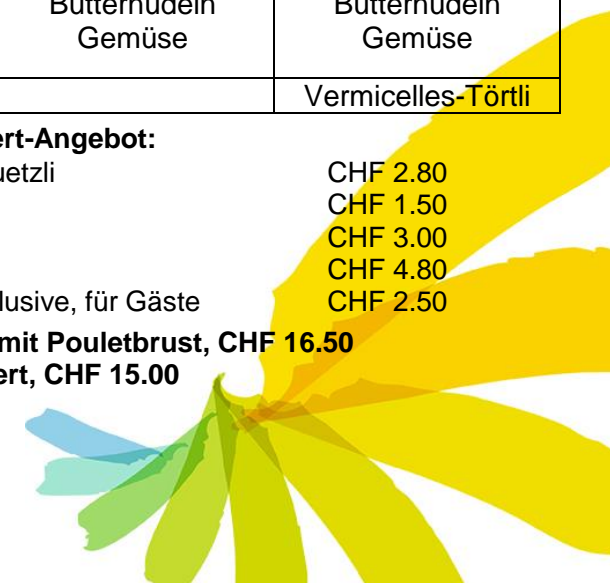 Butternudeln Butternudeln
Gemüse Gemüse
Vermicelles-Törtli
ert-Angebot:
uetzli CHF 2.80
CHF 1.50
CHF 3.00
CHF 4.80
lusive, für Gäste CHF 2.50
mit Pouletbrust, CHF 16.50
ert, CHF 15.00